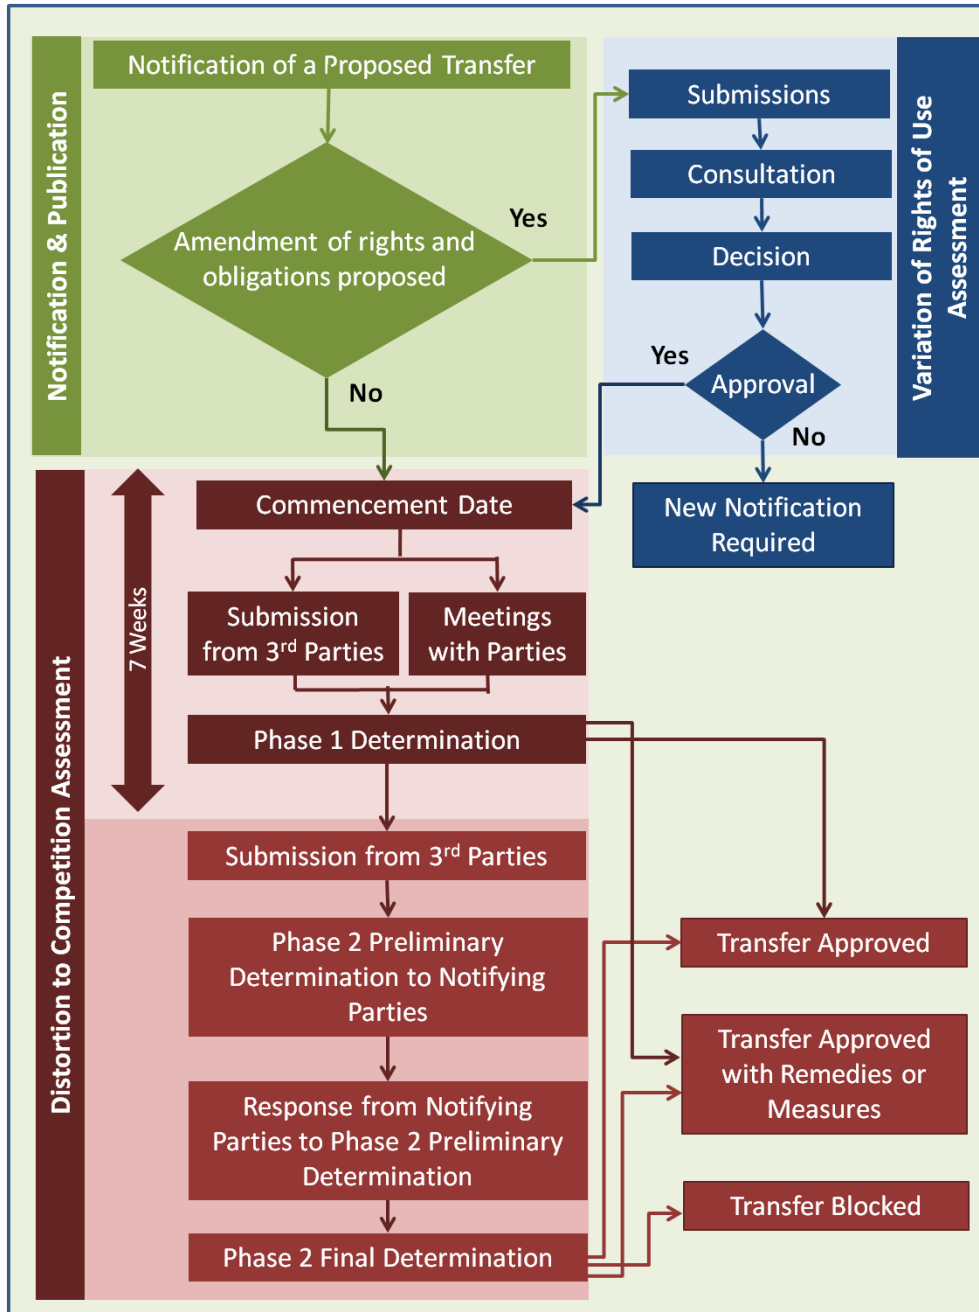 Notification & Publication
Notification of a Proposed Transfer
Amendment of rights and
obligations proposed
Yes
No
Submissions
Consultation
Decision
Approval
Yes
No
New Notification
Required
Variation of Rights of Use
Assessment
Distortion to Competition Assessment
7 Weeks
Commencement Date
Submission
from 3rd Parties
Meetings
with Parties
Phase 1 Determination
Submission from 3rd Parties
Phase 2 Preliminary
Determination to Notifying
Parties
Response from Notifying
Parties to Phase 2 Preliminary
Determination
Phase 2 Final Determination
Transfer Approved
Transfer Approved
with Remedies or
Measures
Transfer Blocked